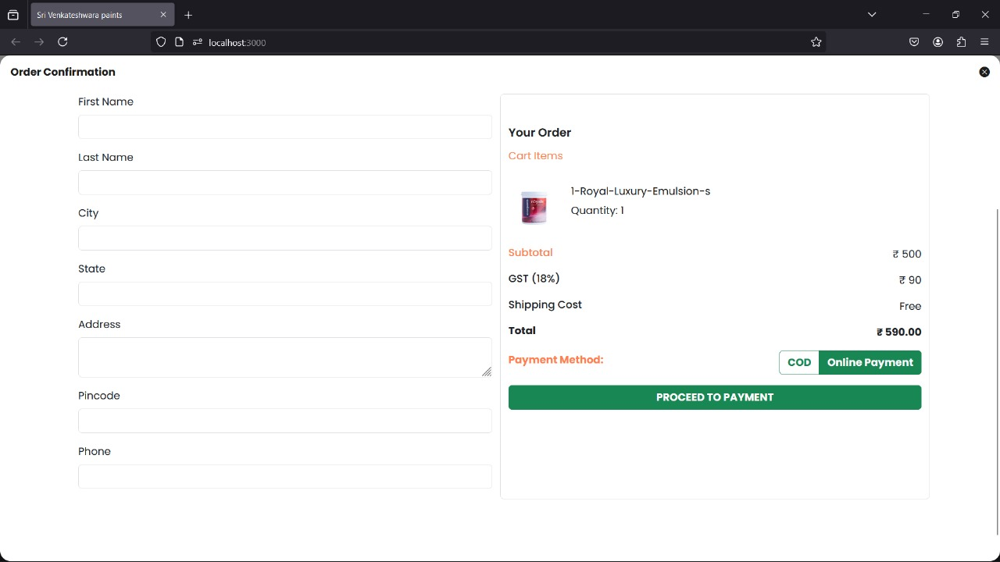 Sri Venkateshwara paints
localhost:3000
Order Confirmation
First Name
Last Name
City
State
Address
Pincode
Phone
Your Order
Cart Items
1-Royal-Luxury-Emulsion-s
Quantity: 1
Subtotal ₹ 500
GST (18%) ₹ 90
Shipping Cost Free
Total ₹ 590.00
Payment Method: COD Online Payment
PROCEED TO PAYMENT